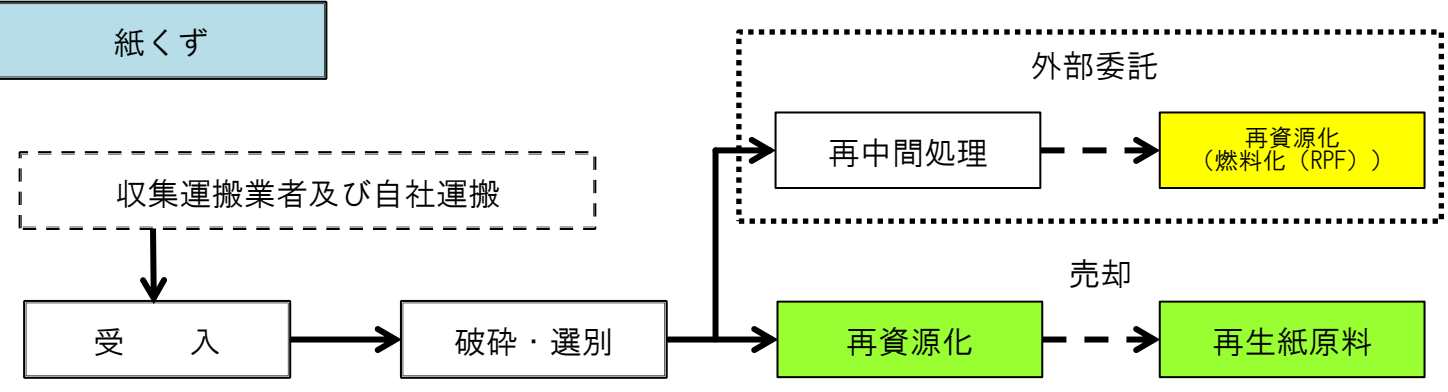 紙くず
外部委託
再中間処理
再資源化
（燃料化（RPF））
収集運搬業者及び自社運搬
売却
受　　入
破砕・選別
再資源化
再生紙原料